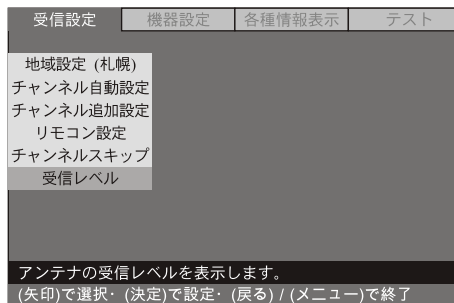 受信設定 機器設定 各種情報表示 テスト
地域設定 (札幌)
チャンネル自動設定
チャンネル追加設定
リモコン設定
チャンネルスキップ
受信レベル
アンテナの受信レベルを表示します。
(矢印)で選択・(決定)で設定・(戻る) / (メニュー)で終了